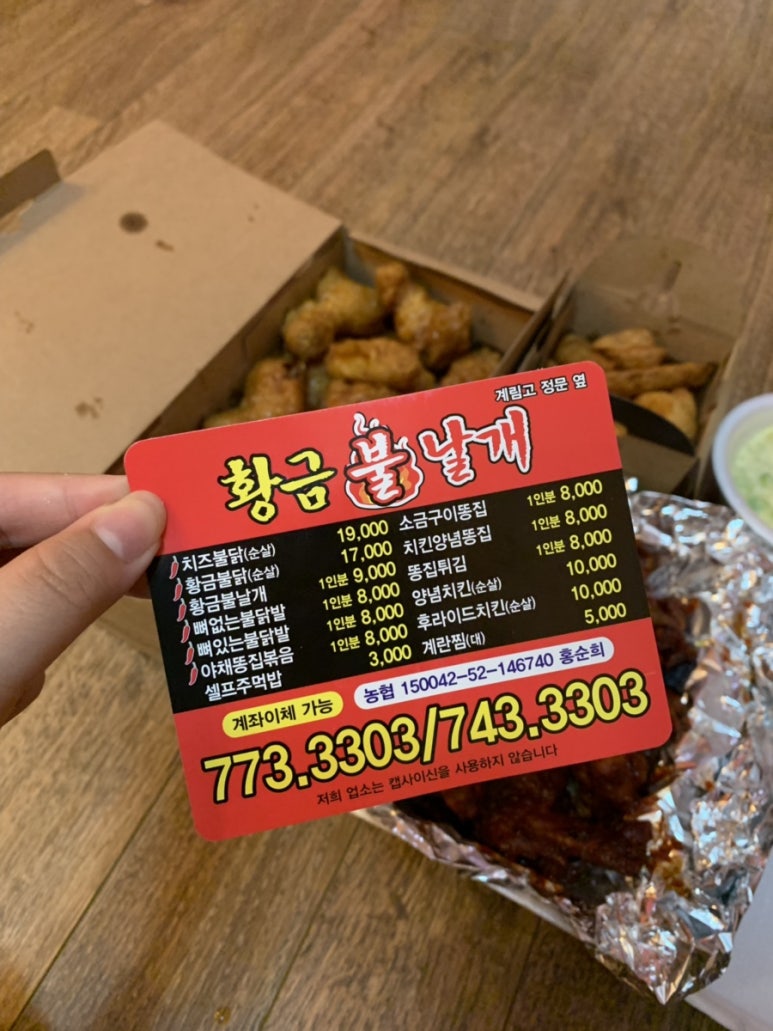 계림고 정문 옆
황금불날개
치즈불닭(순살) 19,000
황금불닭(순살) 17,000
황금불날개 1인분 9,000
뼈없는불닭발 1인분 8,000
뼈있는불닭발 1인분 8,000
야채똥집볶음 1인분 8,000
셀프주먹밥 3,000
소금구이똥집 1인분 8,000
치킨양념똥집 1인분 8,000
똥집튀김 1인분 8,000
양념치킨(순살) 10,000
후라이드치킨(순살) 10,000
계란찜(대) 5,000
계좌이체 가능 농협 150042-52-146740 홍순희
773.3303/743.3303
저희 업소는 캡사이신을 사용하지 않습니다